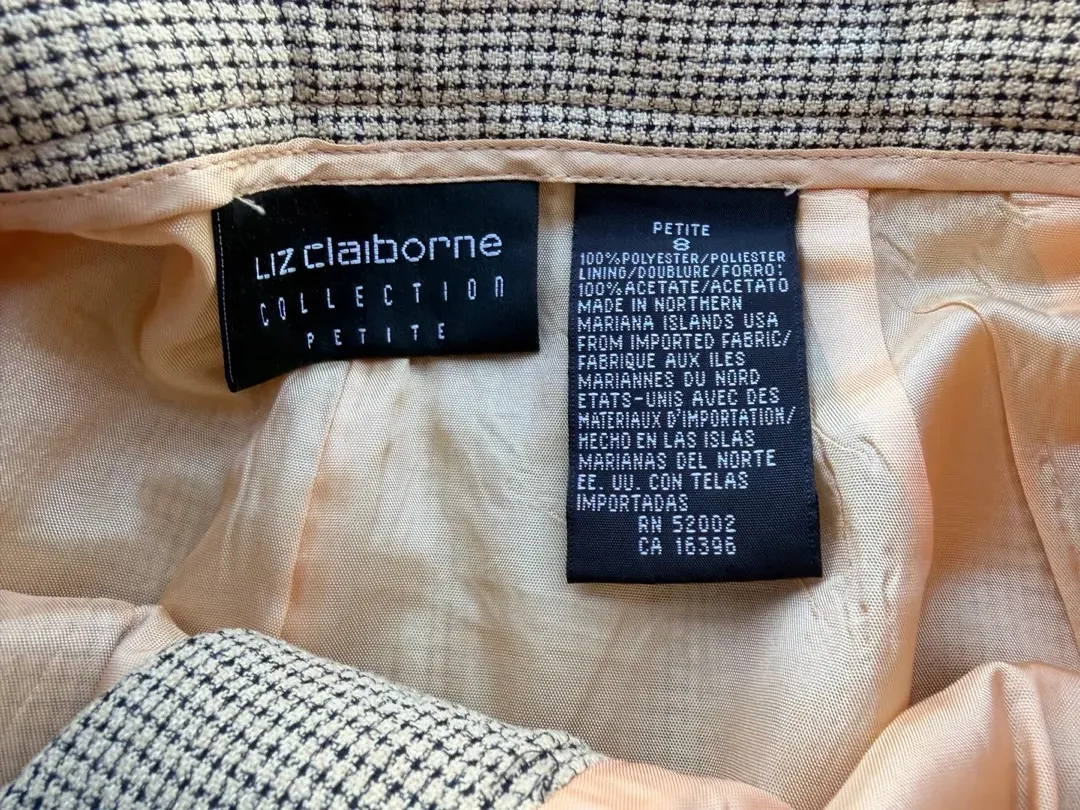 LIZ claiborne
COLLECTION
PETITE
PETITE
8
100%POLYESTER/POLIESTER
LINING/DOUBLURE/FORRO:
100%ACETATE/ACETATO
MADE IN NORTHERN
MARIANA ISLANDS USA
FROM IMPORTED FABRIC/
FABRIQUE AUX ILES
MARIANNES DU NORD
ETATS-UNIS AVEC DES
MATERIAUX D'IMPORTATION/
HECHO EN LAS ISLAS
MARIANAS DEL NORTE
EE. UU. CON TELAS
IMPORTADAS
RN 52002
CA 16396